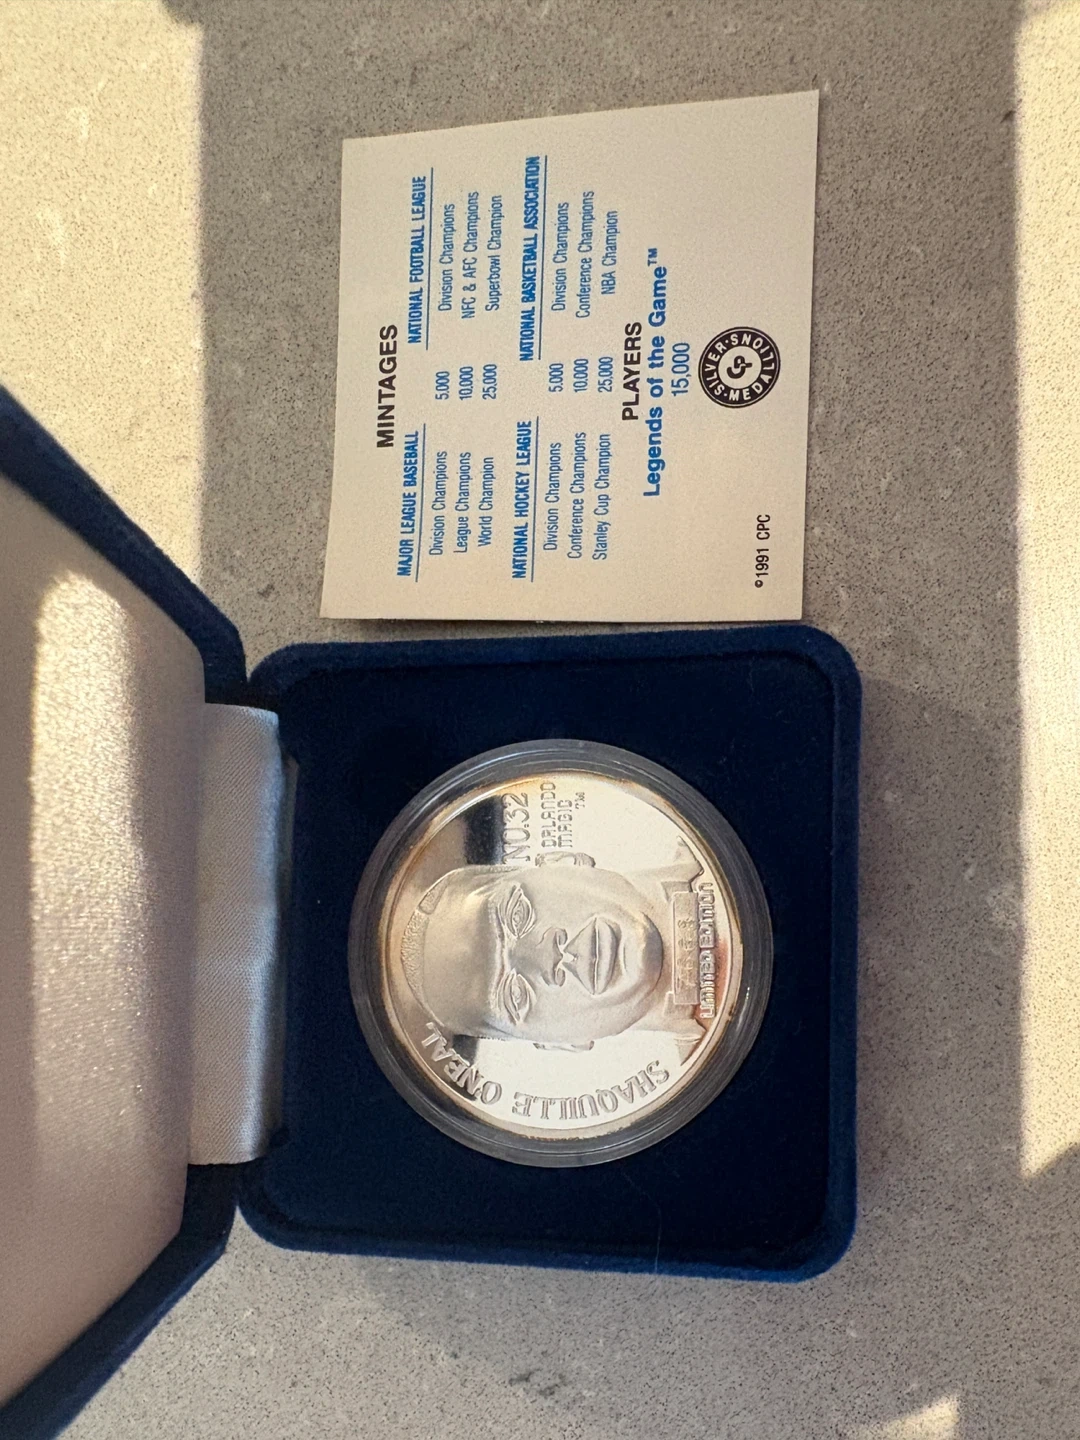 MINTAGES
MAJOR LEAGUE BASEBALL
NATIONAL FOOTBALL LEAGUE
Division Champions 5,000 Division Champions
League Champions 10,000 NFC & AFC Champions
World Champion 25,000 Superbowl Champion
NATIONAL HOCKEY LEAGUE
NATIONAL BASKETBALL ASSOCIATION
Division Champions 5,000 Division Champions
Conference Champions 10,000 Conference Champions
Stanley Cup Champion 25,000 NBA Champion
PLAYERS
Legends of the Game™
15,000
SILVER·MEDALLIONS
CP
©1991 CPC
SHAQUILLE O'NEAL
NO.32
ORLANDO
MAGIC
TM
LIMITED EDITION